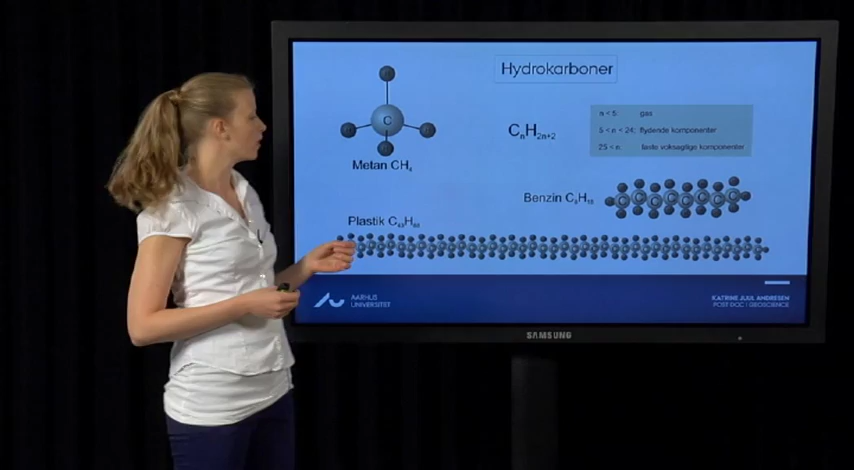 Hydrokarboner
C
CₙH₂ₙ₊₂
n < 5: gas
5 < n < 24: flydende komponenter
25 < n: faste voksagtige komponenter
Metan CH₄
Benzin C₈H₁₈
C C C C C C C C
Plastik
AARHUS
UNIVERSITET
KATRINE JUUL ANDRESEN
POST DOC | GEOSCIENCE
SAMSUNG